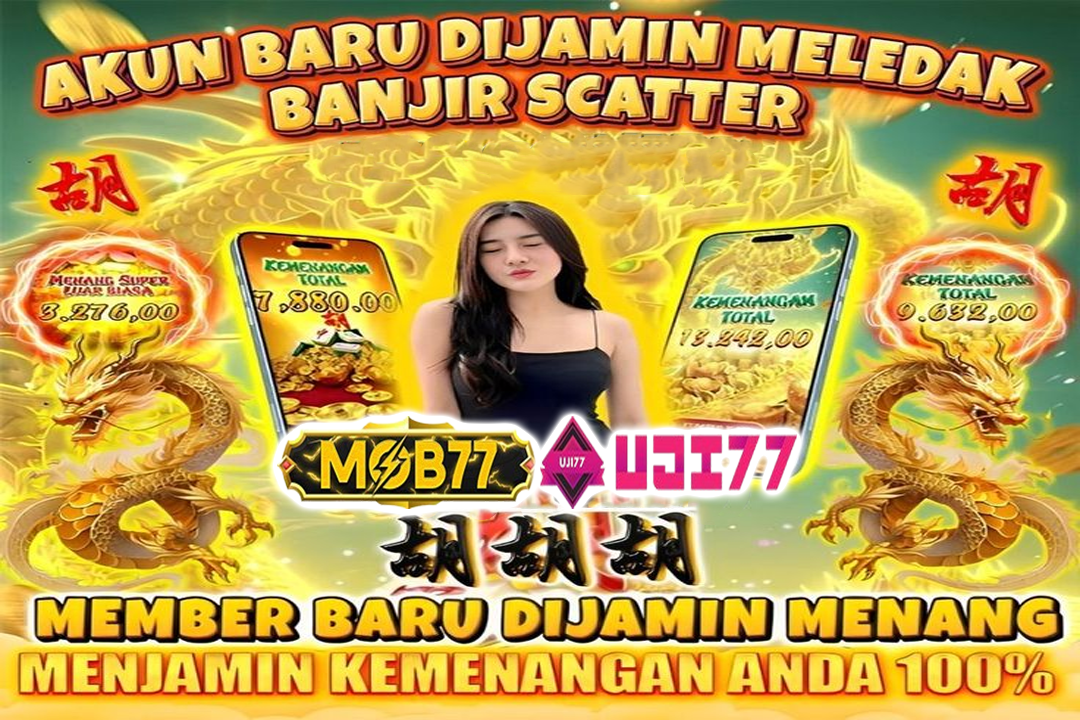 AKUN BARU DIJAMIN MELEDAK
BANJIR SCATTER
胡
胡
MENANG SUPER
LUAR BIASA
3.276,00
KEMENANGAN
TOTAL
7,880.00
KEMENANGAN
TOTAL
13.242,00
KEMENANGAN
TOTAL
9.632,00
MOB77
UJI77
UJI77
胡胡胡
MEMBER BARU DIJAMIN MENANG
MENJAMIN KEMENANGAN ANDA 100%